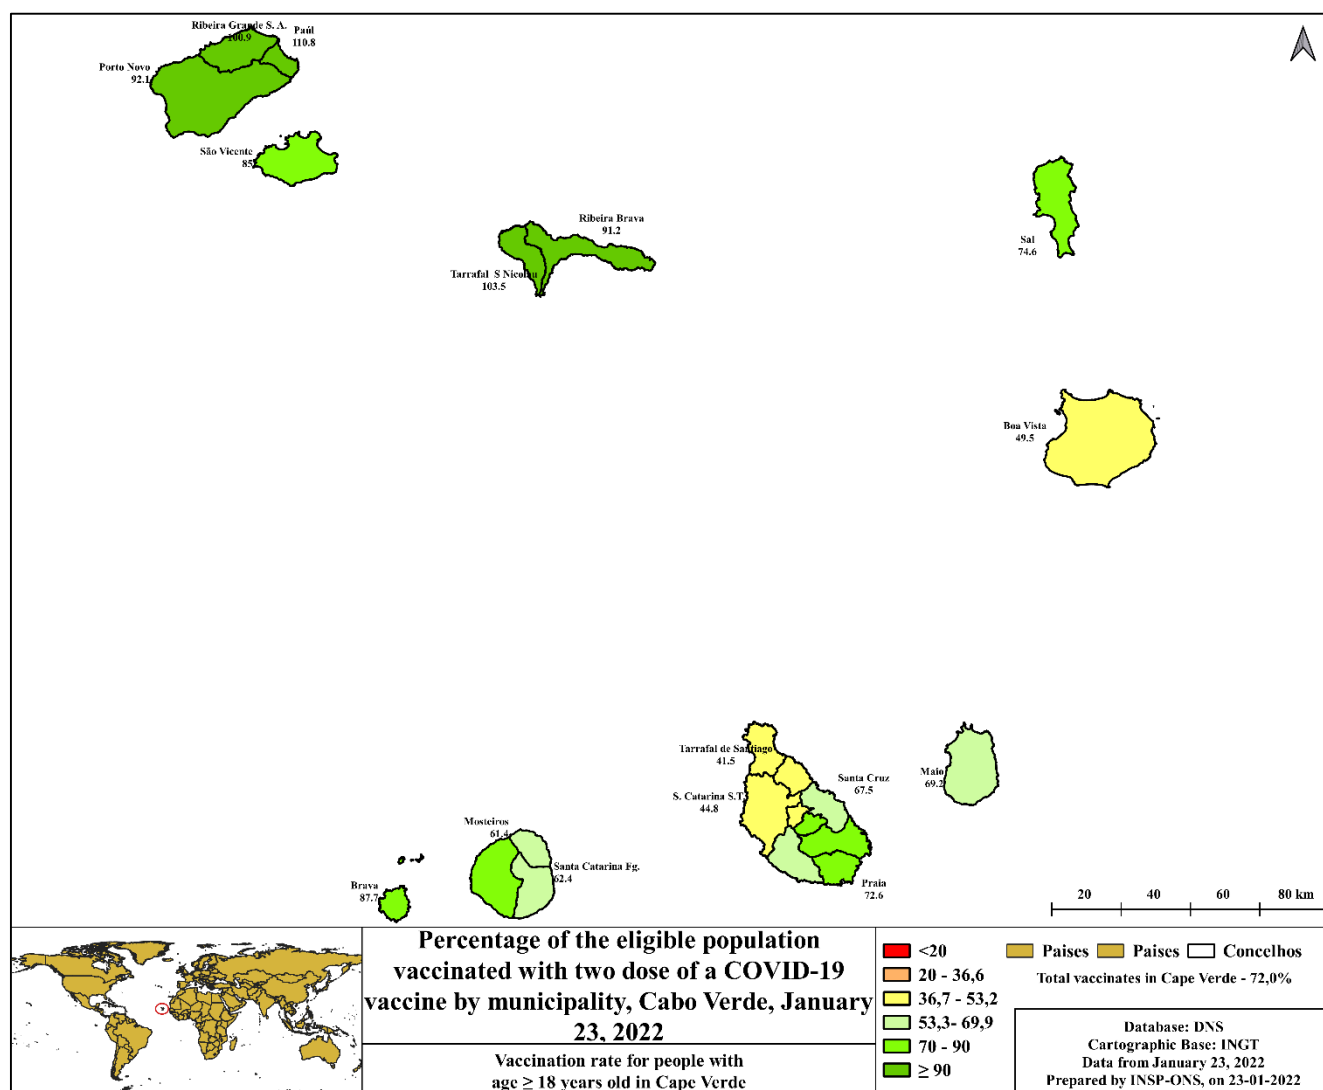 Ribeira Grande S. A.
100.9
Paúl
110.8
Porto Novo
92.1
São Vicente
85
Ribeira Brava
91.2
Tarrafal S Nicolau
103.5
Sal
74.6
Boa Vista
49.5
Tarrafal de Santiago
41.5
Santa Cruz
67.5
Maio
69.2
S. Catarina S.T.
44.8
Mosteiros
61.4
Santa Catarina Fg.
62.4
Brava
87.7
Praia
72.6
20 40 60 80 km
Percentage of the eligible population
vaccinated with two dose of a COVID-19
vaccine by municipality, Cabo Verde, January
23, 2022
Vaccination rate for people with
age ≥ 18 years old in Cape Verde
<20
20 - 36,6
36,7 - 53,2
53,3- 69,9
70 - 90
≥ 90
Paises Paises Concelhos
Total vaccinates in Cape Verde - 72,0%
Database: DNS
Cartographic Base: INGT
Data from January 23, 2022
Prepared by INSP-ONS, on 23-01-2022